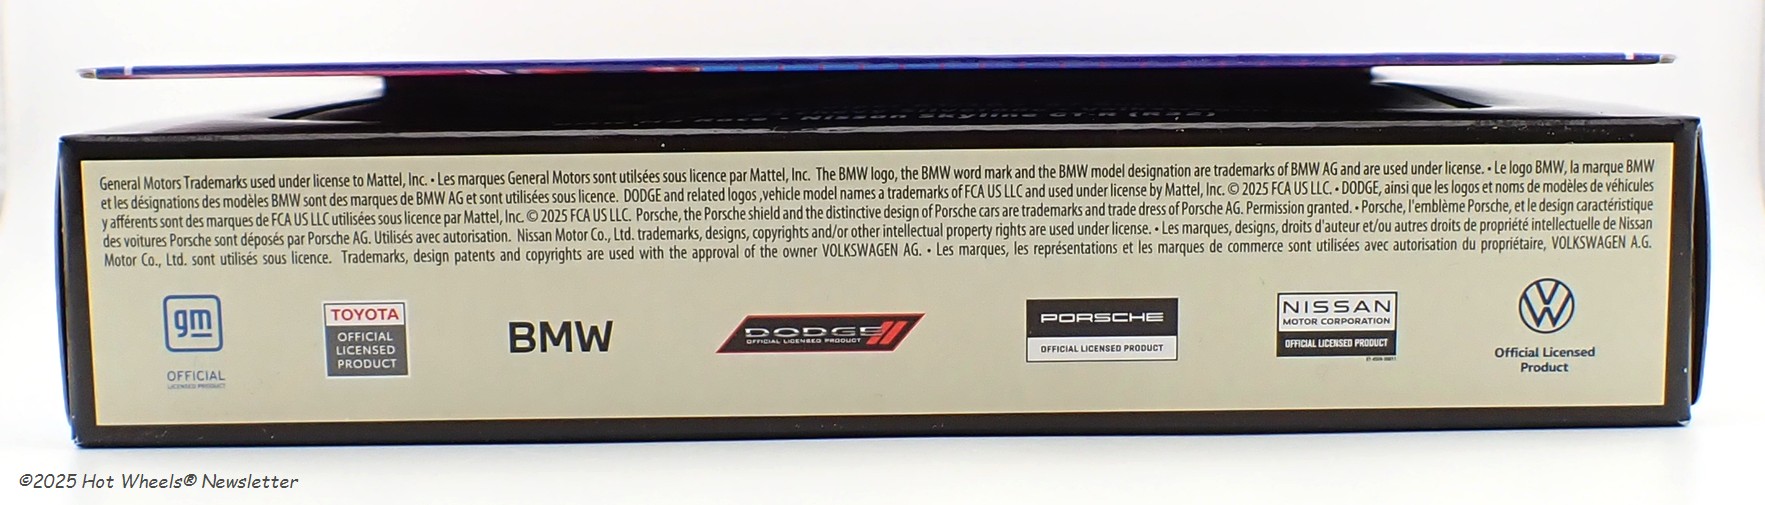 Nissan Skyline GT-R (R32)
General Motors Trademarks used under license to Mattel, Inc. • Les marques General Motors sont utilsées sous licence par Mattel, Inc. The BMW logo, the BMW word mark and the BMW model designation are trademarks of BMW AG and are used under license. • Le logo BMW, la marque BMW
et les désignations des modèles BMW sont des marques de BMW AG et sont utilisées sous licence. DODGE and related logos ,vehicle model names a trademarks of FCA US LLC and used under license by Mattel, Inc. © 2025 FCA US LLC. • DODGE, ainsi que les logos et noms de modèles de véhicules
y afférents sont des marques de FCA US LLC utilisées sous licence par Mattel, Inc. © 2025 FCA US LLC. Porsche, the Porsche shield and the distinctive design of Porsche cars are trademarks and trade dress of Porsche AG. Permission granted. • Porsche, l'emblème Porsche, et le design caractéristique
des voitures Porsche sont déposés par Porsche AG. Utilisés avec autorisation. Nissan Motor Co., Ltd. trademarks, designs, copyrights and/or other intellectual property rights are used under license. • Les marques, designs, droits d'auteur et/ou autres droits de propriété intellectuelle de Nissan
Motor Co., Ltd. sont utilisés sous licence. Trademarks, design patents and copyrights are used with the approval of the owner VOLKSWAGEN AG. • Les marques, les représentations et les marques de commerce sont utilisées avec autorisation du propriétaire, VOLKSWAGEN A.G.
gm
OFFICIAL
LICENSED PRODUCT
TOYOTA
OFFICIAL
LICENSED
PRODUCT
BMW
DODGE
OFFICIAL LICENSED PRODUCT
PORSCHE
OFFICIAL LICENSED PRODUCT
NISSAN
MOTOR CORPORATION
OFFICIAL LICENSED PRODUCT
VW
Official Licensed
Product
©2025 Hot Wheels® Newsletter